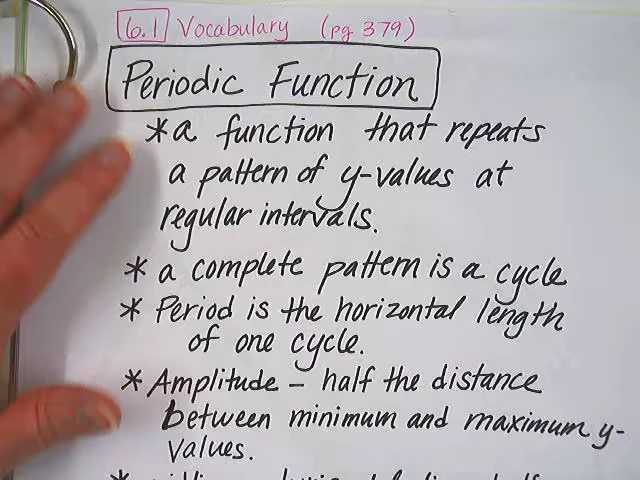 6.1 Vocabulary (pg 379)
Periodic Function
* a function that repeats
a pattern of y-values at
regular intervals.
* a complete pattern is a cycle
* Period is the horizontal length
of one cycle.
* Amplitude – half the distance
between minimum and maximum y-
values.